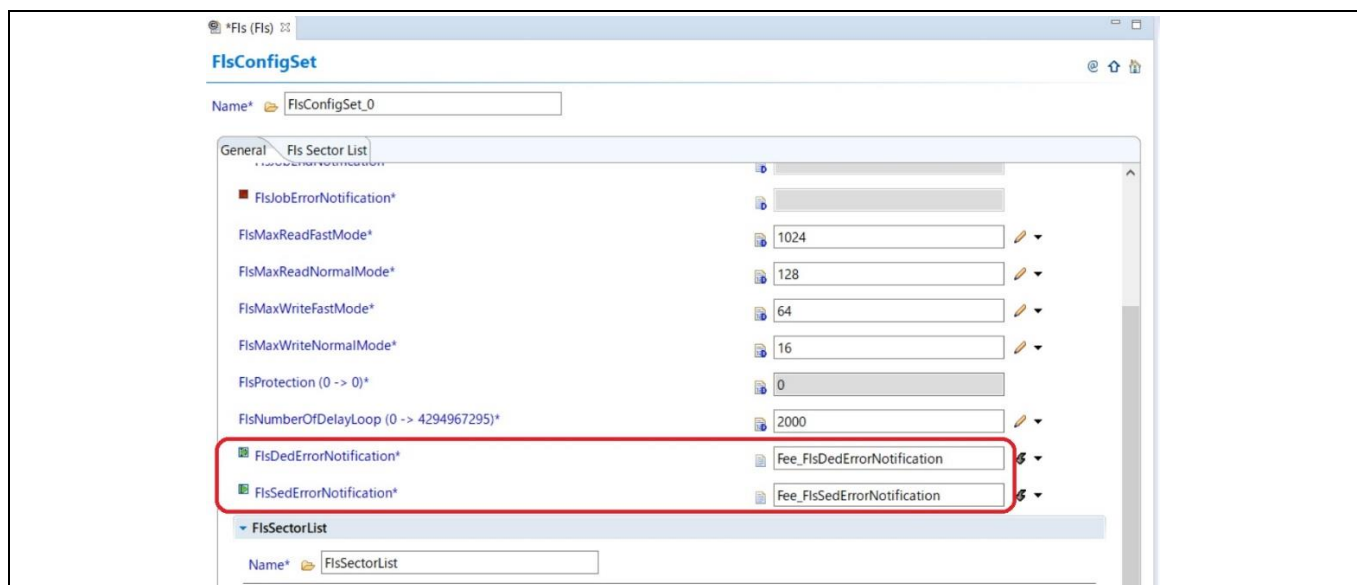 *Fls (Fls)
FlsConfigSet
Name* FlsConfigSet_0
General Fls Sector List
FlsJobEndNotification*
FlsJobErrorNotification*
FlsMaxReadFastMode* 1024
FlsMaxReadNormalMode* 128
FlsMaxWriteFastMode* 64
FlsMaxWriteNormalMode* 16
FlsProtection (0 -> 0)* 0
FlsNumberOfDelayLoop (0 -> 4294967295)* 2000
FlsDedErrorNotification* Fee_FlsDedErrorNotification
FlsSedErrorNotification* Fee_FlsSedErrorNotification
FlsSectorList
Name* FlsSectorList